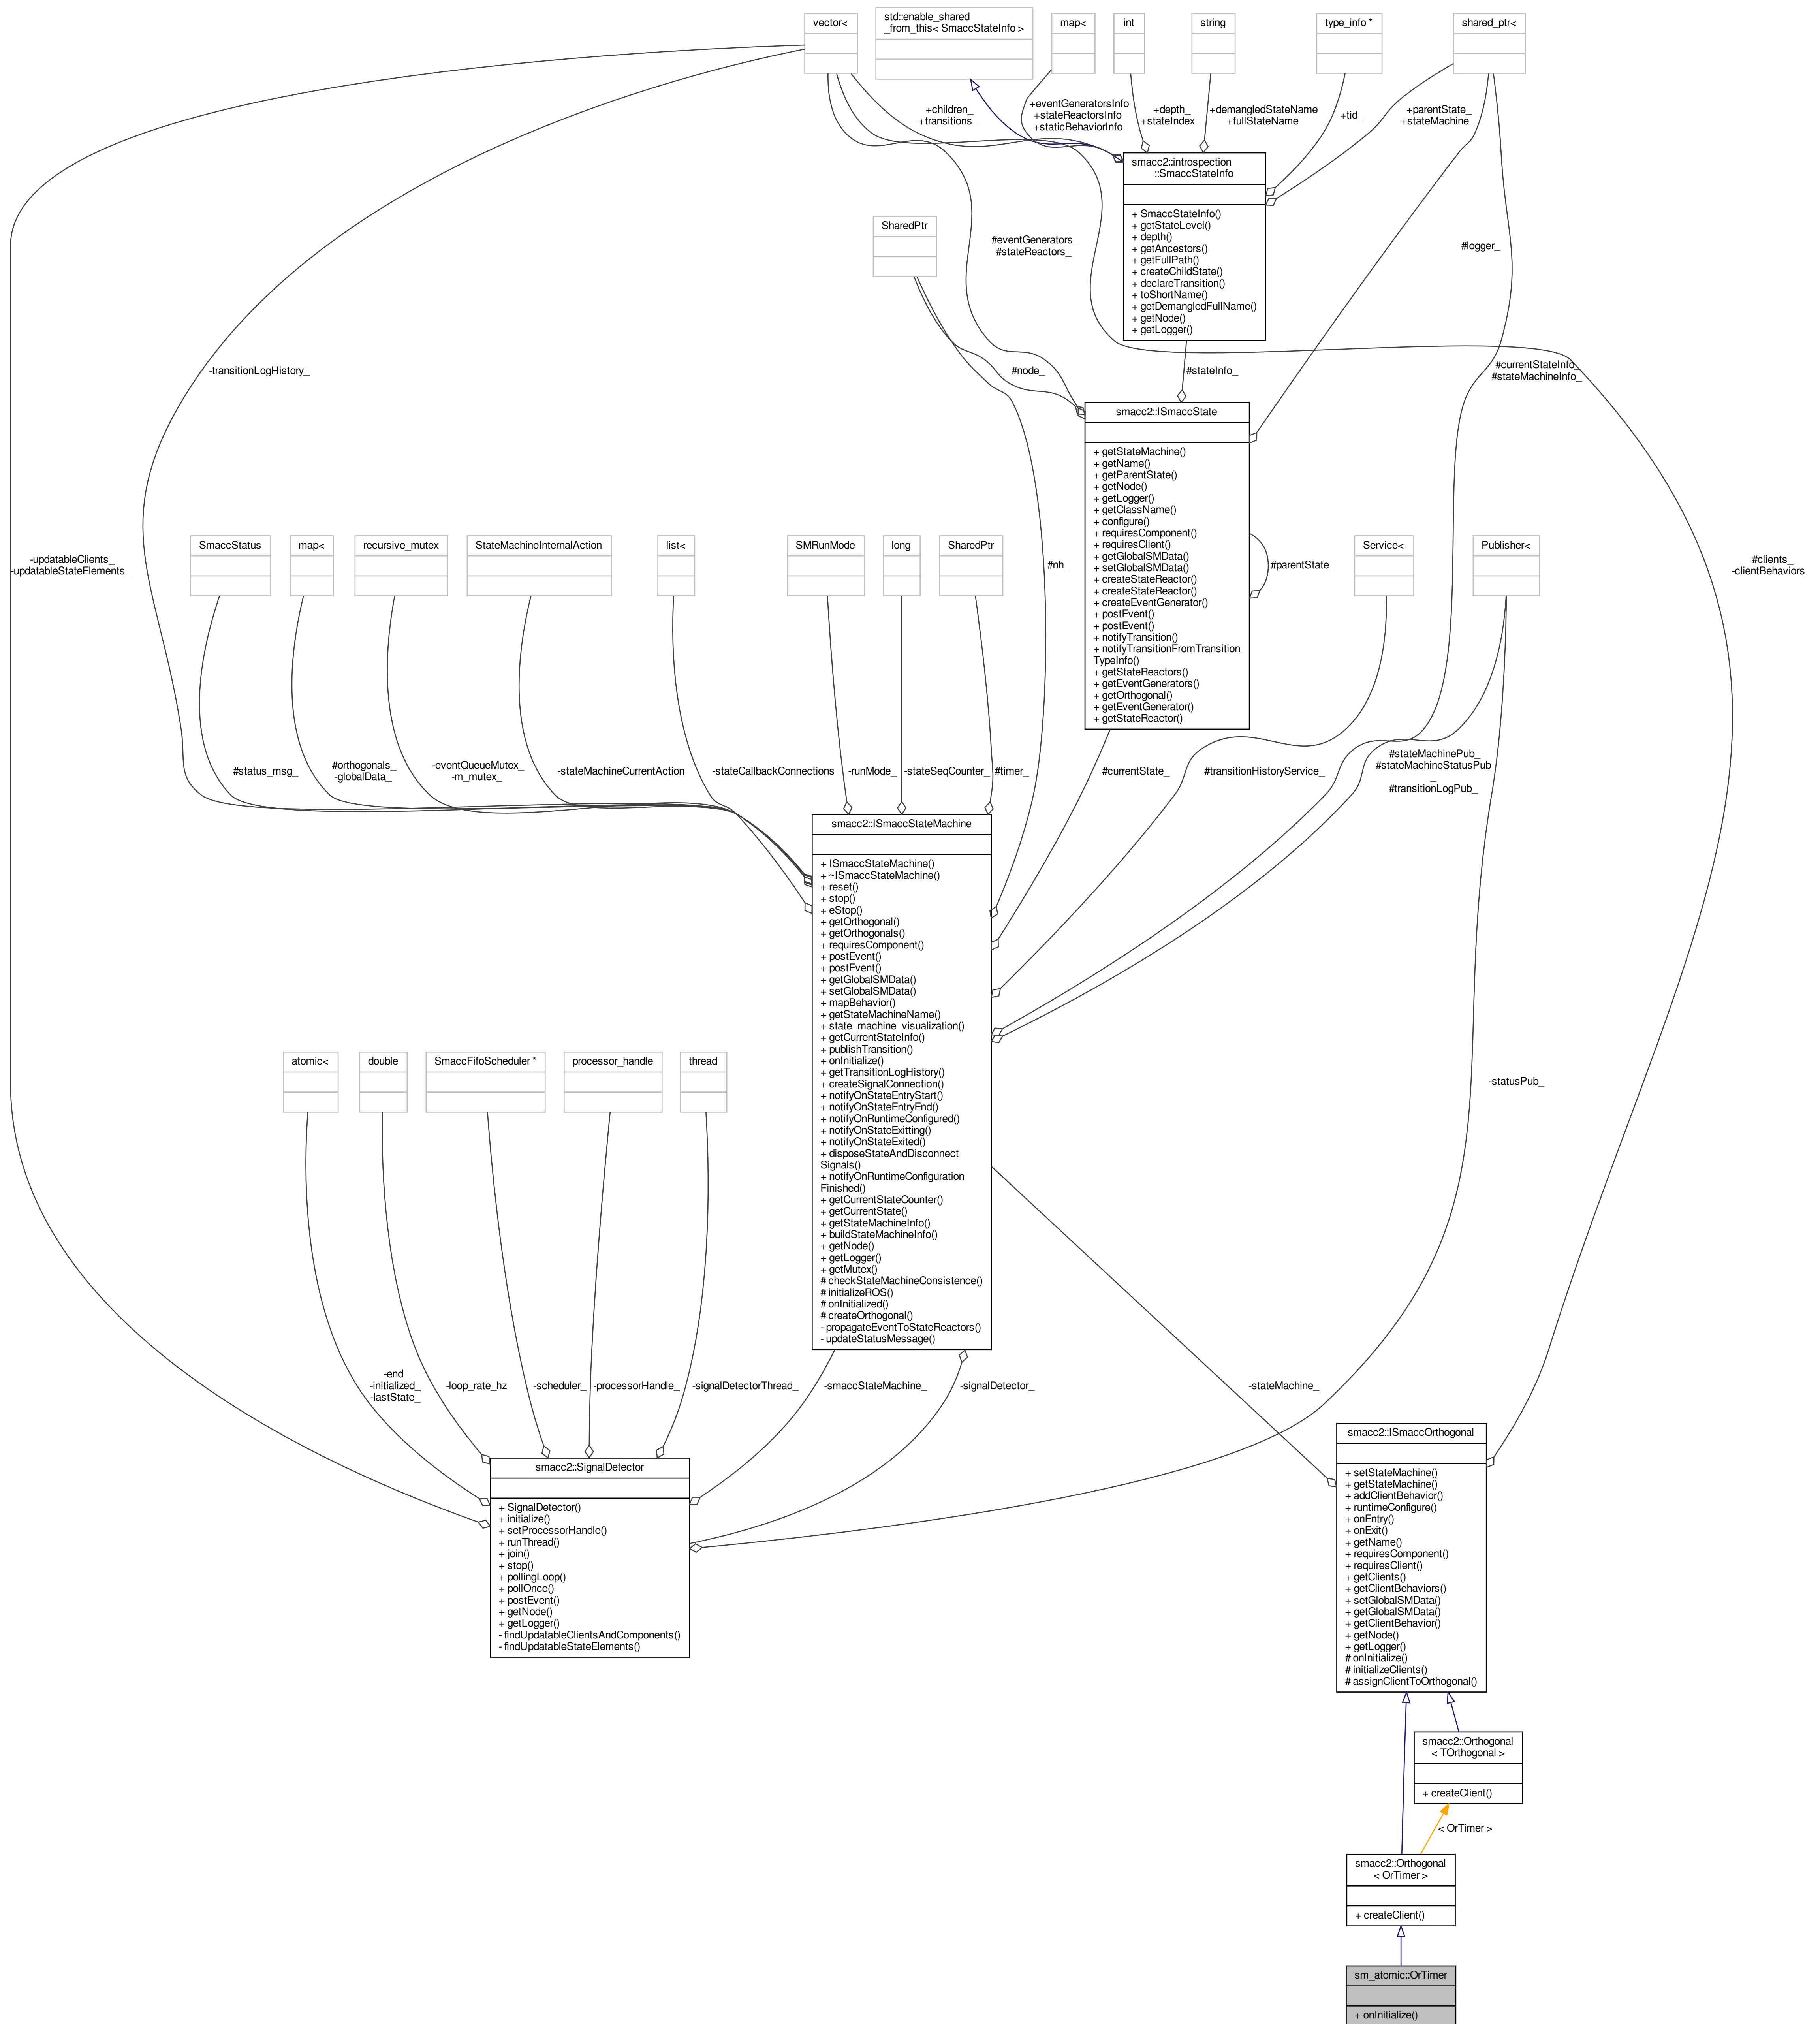 vector<
std::enable_shared
_from_this< SmaccStateInfo >
map<
int
string
type_info *
shared_ptr<
+children_
+transitions_
+eventGeneratorsInfo
+stateReactorsInfo
+staticBehaviorInfo
+depth_
+stateIndex_
+demangledStateName
+fullStateName
+tid_
+parentState_
+stateMachine_
smacc2::introspection
::SmaccStateInfo
+ SmaccStateInfo()
+ getStateLevel()
+ depth()
+ getAncestors()
+ getFullPath()
+ createChildState()
+ declareTransition()
+ toShortName()
+ getDemangledFullName()
+ getNode()
+ getLogger()
SharedPtr
#eventGenerators_
#stateReactors_
#logger_
-transitionLogHistory_
#node_
#stateInfo_
#currentStateInfo_
#stateMachineInfo_
smacc2::ISmaccState
+ getStateMachine()
+ getName()
+ getParentState()
+ getNode()
+ getLogger()
+ getClassName()
+ configure()
+ requiresComponent()
+ requiresClient()
+ getGlobalSMData()
+ setGlobalSMData()
+ createStateReactor()
+ createStateReactor()
+ createEventGenerator()
+ postEvent()
+ postEvent()
+ notifyTransition()
+ notifyTransitionFromTransition
TypeInfo()
+ getStateReactors()
+ getEventGenerators()
+ getOrthogonal()
+ getEventGenerator()
+ getStateReactor()
#parentState_
SmaccStatus
map<
recursive_mutex
StateMachineInternalAction
list<
SMRunMode
long
SharedPtr
Service<
Publisher<
-updatableClients_
-updatableStateElements_
#nh_
#clients_
-clientBehaviors_
#status_msg_
#orthogonals_
-globalData_
-eventQueueMutex_
-m_mutex_
-stateMachineCurrentAction
-stateCallbackConnections
-runMode_
-stateSeqCounter_
#timer_
#currentState_
#transitionHistoryService_
#stateMachinePub_
#stateMachineStatusPub
_
#transitionLogPub_
smacc2::ISmaccStateMachine
+ ISmaccStateMachine()
+ ~ISmaccStateMachine()
+ reset()
+ stop()
+ eStop()
+ getOrthogonal()
+ getOrthogonals()
+ requiresComponent()
+ postEvent()
+ postEvent()
+ getGlobalSMData()
+ setGlobalSMData()
+ mapBehavior()
+ getStateMachineName()
+ state_machine_visualization()
+ getCurrentStateInfo()
+ publishTransition()
+ onInitialize()
+ getTransitionLogHistory()
+ createSignalConnection()
+ notifyOnStateEntryStart()
+ notifyOnStateEntryEnd()
+ notifyOnRuntimeConfigured()
+ notifyOnStateExitting()
+ notifyOnStateExited()
+ disposeStateAndDisconnect
Signals()
+ notifyOnRuntimeConfiguration
Finished()
+ getCurrentStateCounter()
+ getCurrentState()
+ getStateMachineInfo()
+ buildStateMachineInfo()
+ getNode()
+ getLogger()
+ getMutex()
# checkStateMachineConsistence()
# initializeROS()
# onInitialized()
# createOrthogonal()
- propagateEventToStateReactors()
- updateStatusMessage()
atomic<
double
SmaccFifoScheduler *
processor_handle
thread
-statusPub_
-end_
-initialized_
-lastState_
-loop_rate_hz
-scheduler_
-processorHandle_
-signalDetectorThread_
-smaccStateMachine_
-signalDetector_
-stateMachine_
smacc2::SignalDetector
+ SignalDetector()
+ initialize()
+ setProcessorHandle()
+ runThread()
+ join()
+ stop()
+ pollingLoop()
+ pollOnce()
+ postEvent()
+ getNode()
+ getLogger()
- findUpdatableClientsAndComponents()
- findUpdatableStateElements()
smacc2::ISmaccOrthogonal
+ setStateMachine()
+ getStateMachine()
+ addClientBehavior()
+ runtimeConfigure()
+ onEntry()
+ onExit()
+ getName()
+ requiresComponent()
+ requiresClient()
+ getClients()
+ getClientBehaviors()
+ setGlobalSMData()
+ getGlobalSMData()
+ getClientBehavior()
+ getNode()
+ getLogger()
# onInitialize()
# initializeClients()
# assignClientToOrthogonal()
smacc2::Orthogonal
< TOrthogonal >
+ createClient()
< OrTimer >
smacc2::Orthogonal
< OrTimer >
+ createClient()
sm_atomic::OrTimer
+ onInitialize()